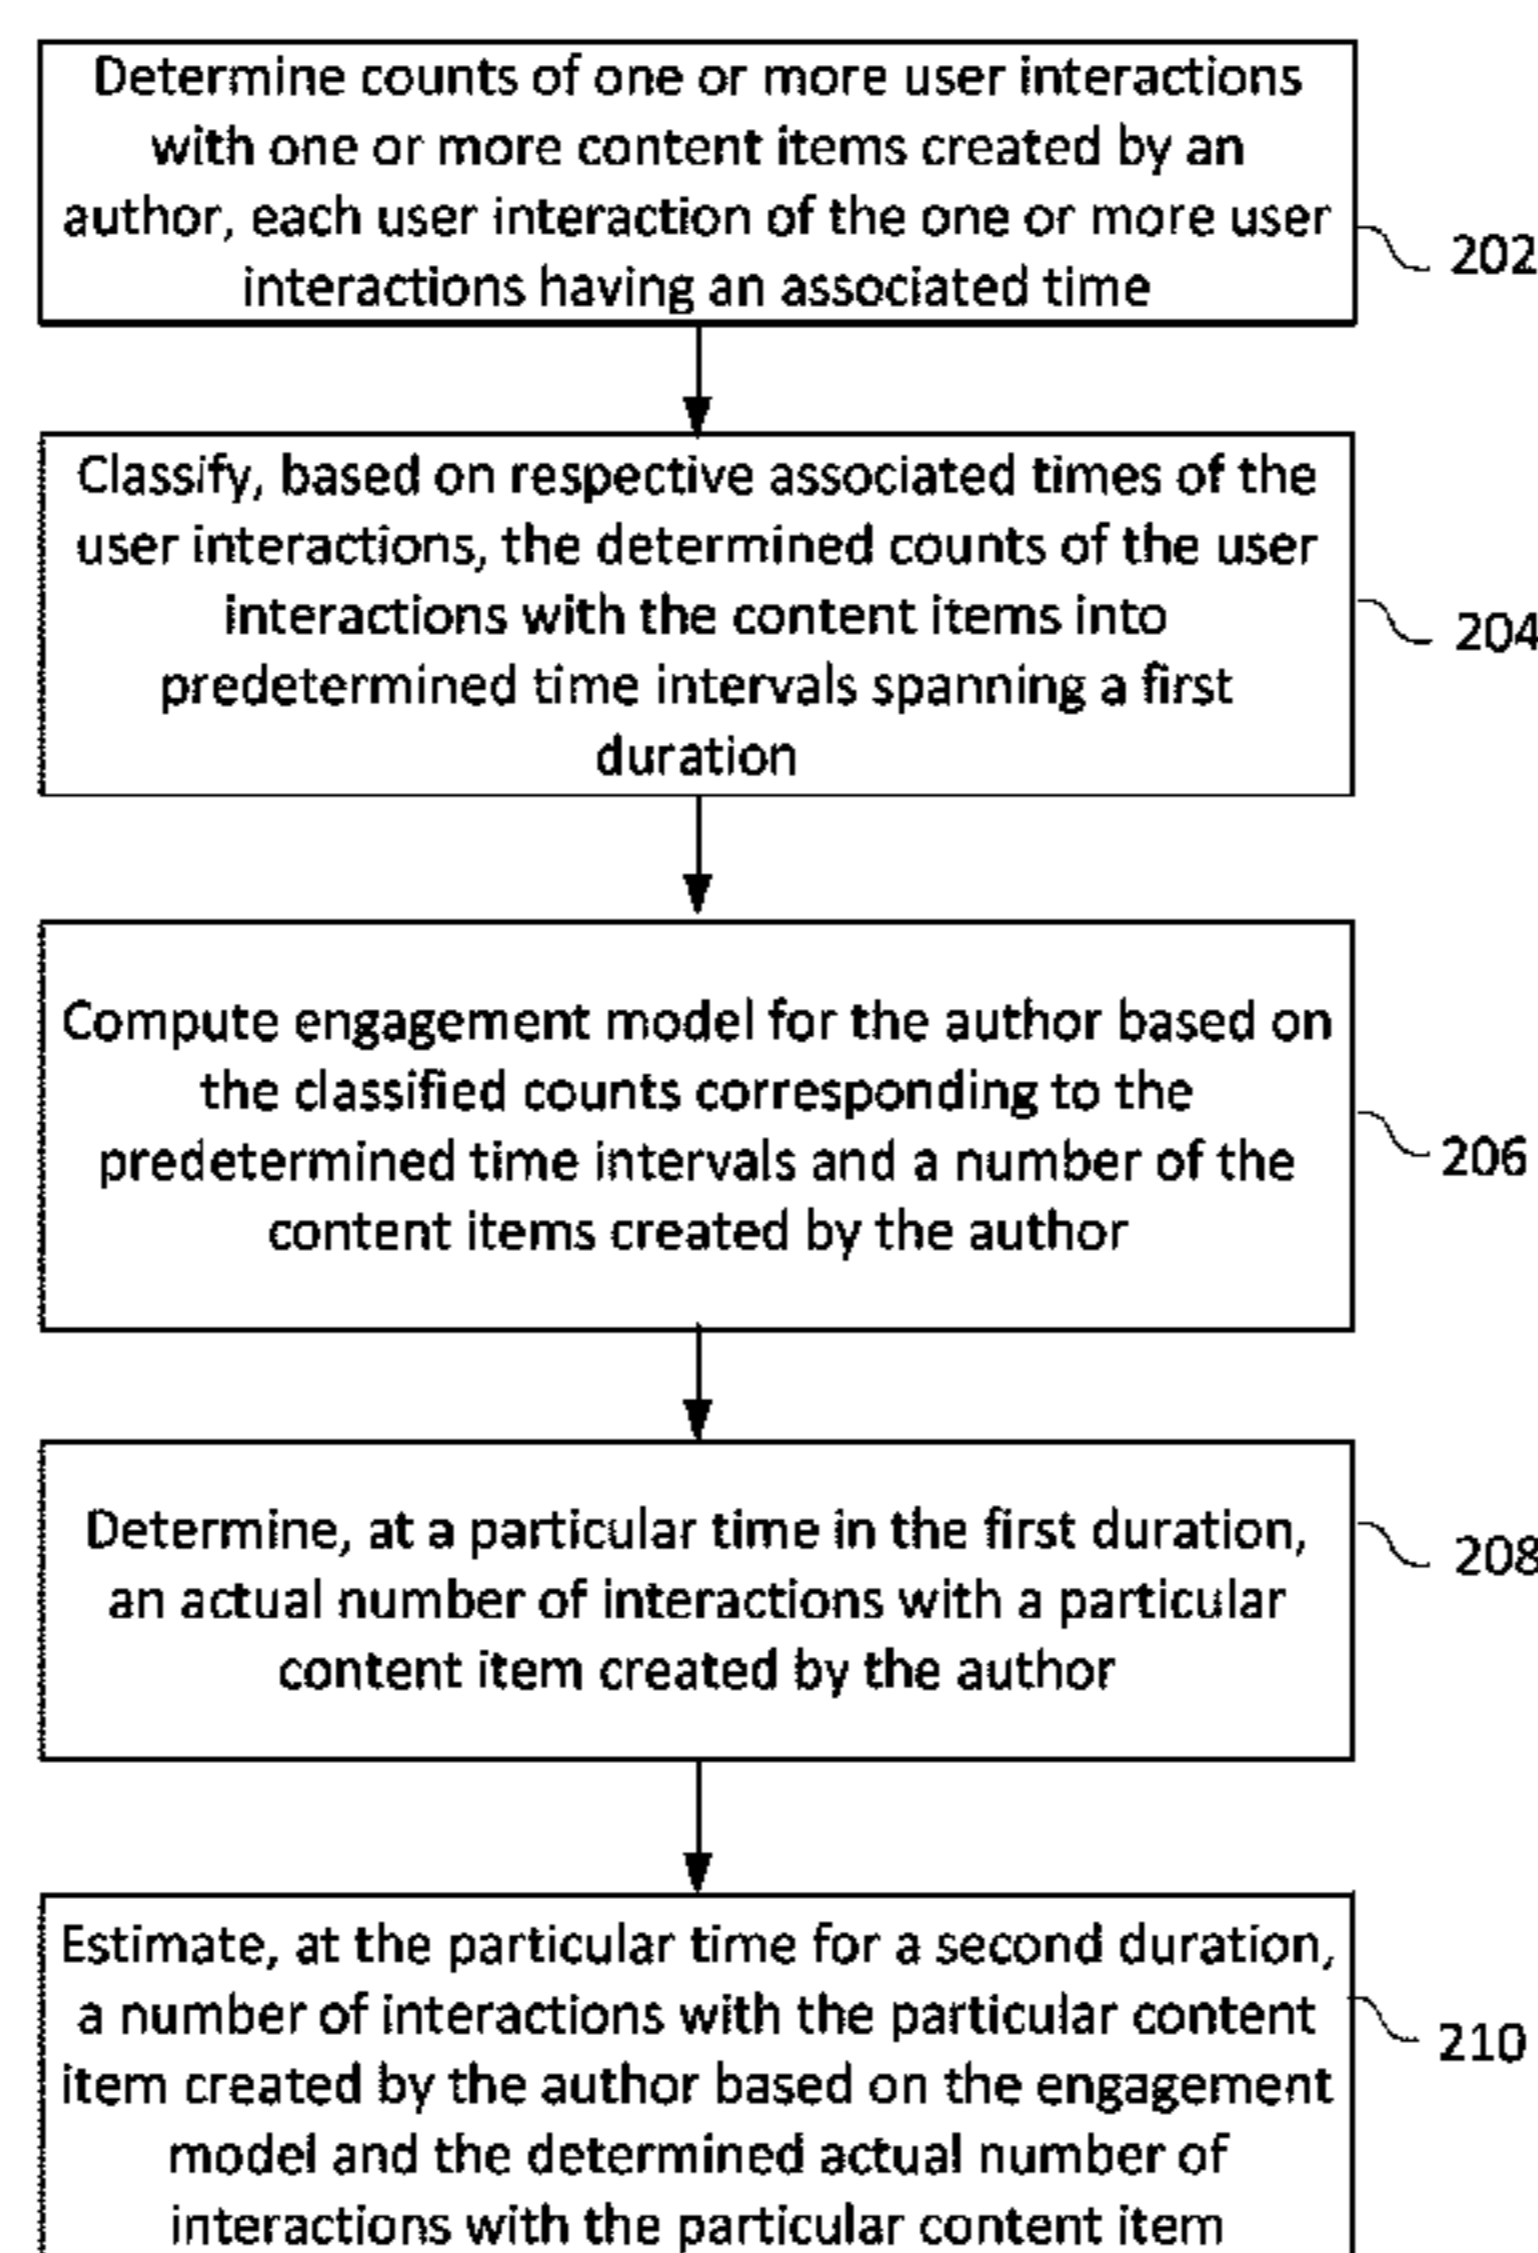 Determine counts of one or more user interactions
with one or more content items created by an
author, each user interaction of the one or more user
interactions having an associated time
202
Classify, based on respective associated times of the
user interactions, the determined counts of the user
interactions with the content items into
predetermined time intervals spanning a first
duration
204
Compute engagement model for the author based on
the classified counts corresponding to the
predetermined time intervals and a number of the
content items created by the author
206
Determine, at a particular time in the first duration,
an actual number of interactions with a particular
content item created by the author
208
Estimate, at the particular time for a second duration,
a number of interactions with the particular content
item created by the author based on the engagement
model and the determined actual number of
interactions with the particular content item
210